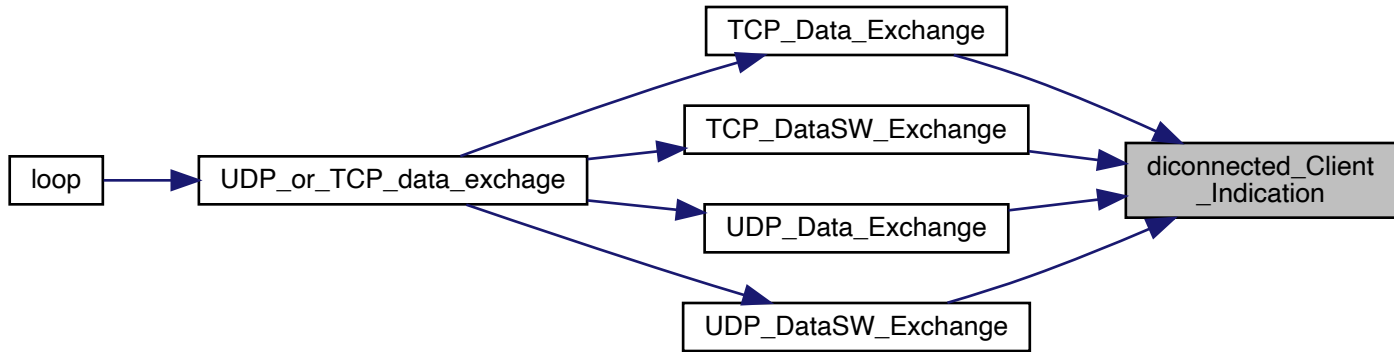 loop
UDP_or_TCP_data_exchage
TCP_Data_Exchange
TCP_DataSW_Exchange
UDP_Data_Exchange
UDP_DataSW_Exchange
diconnected_Client
_Indication